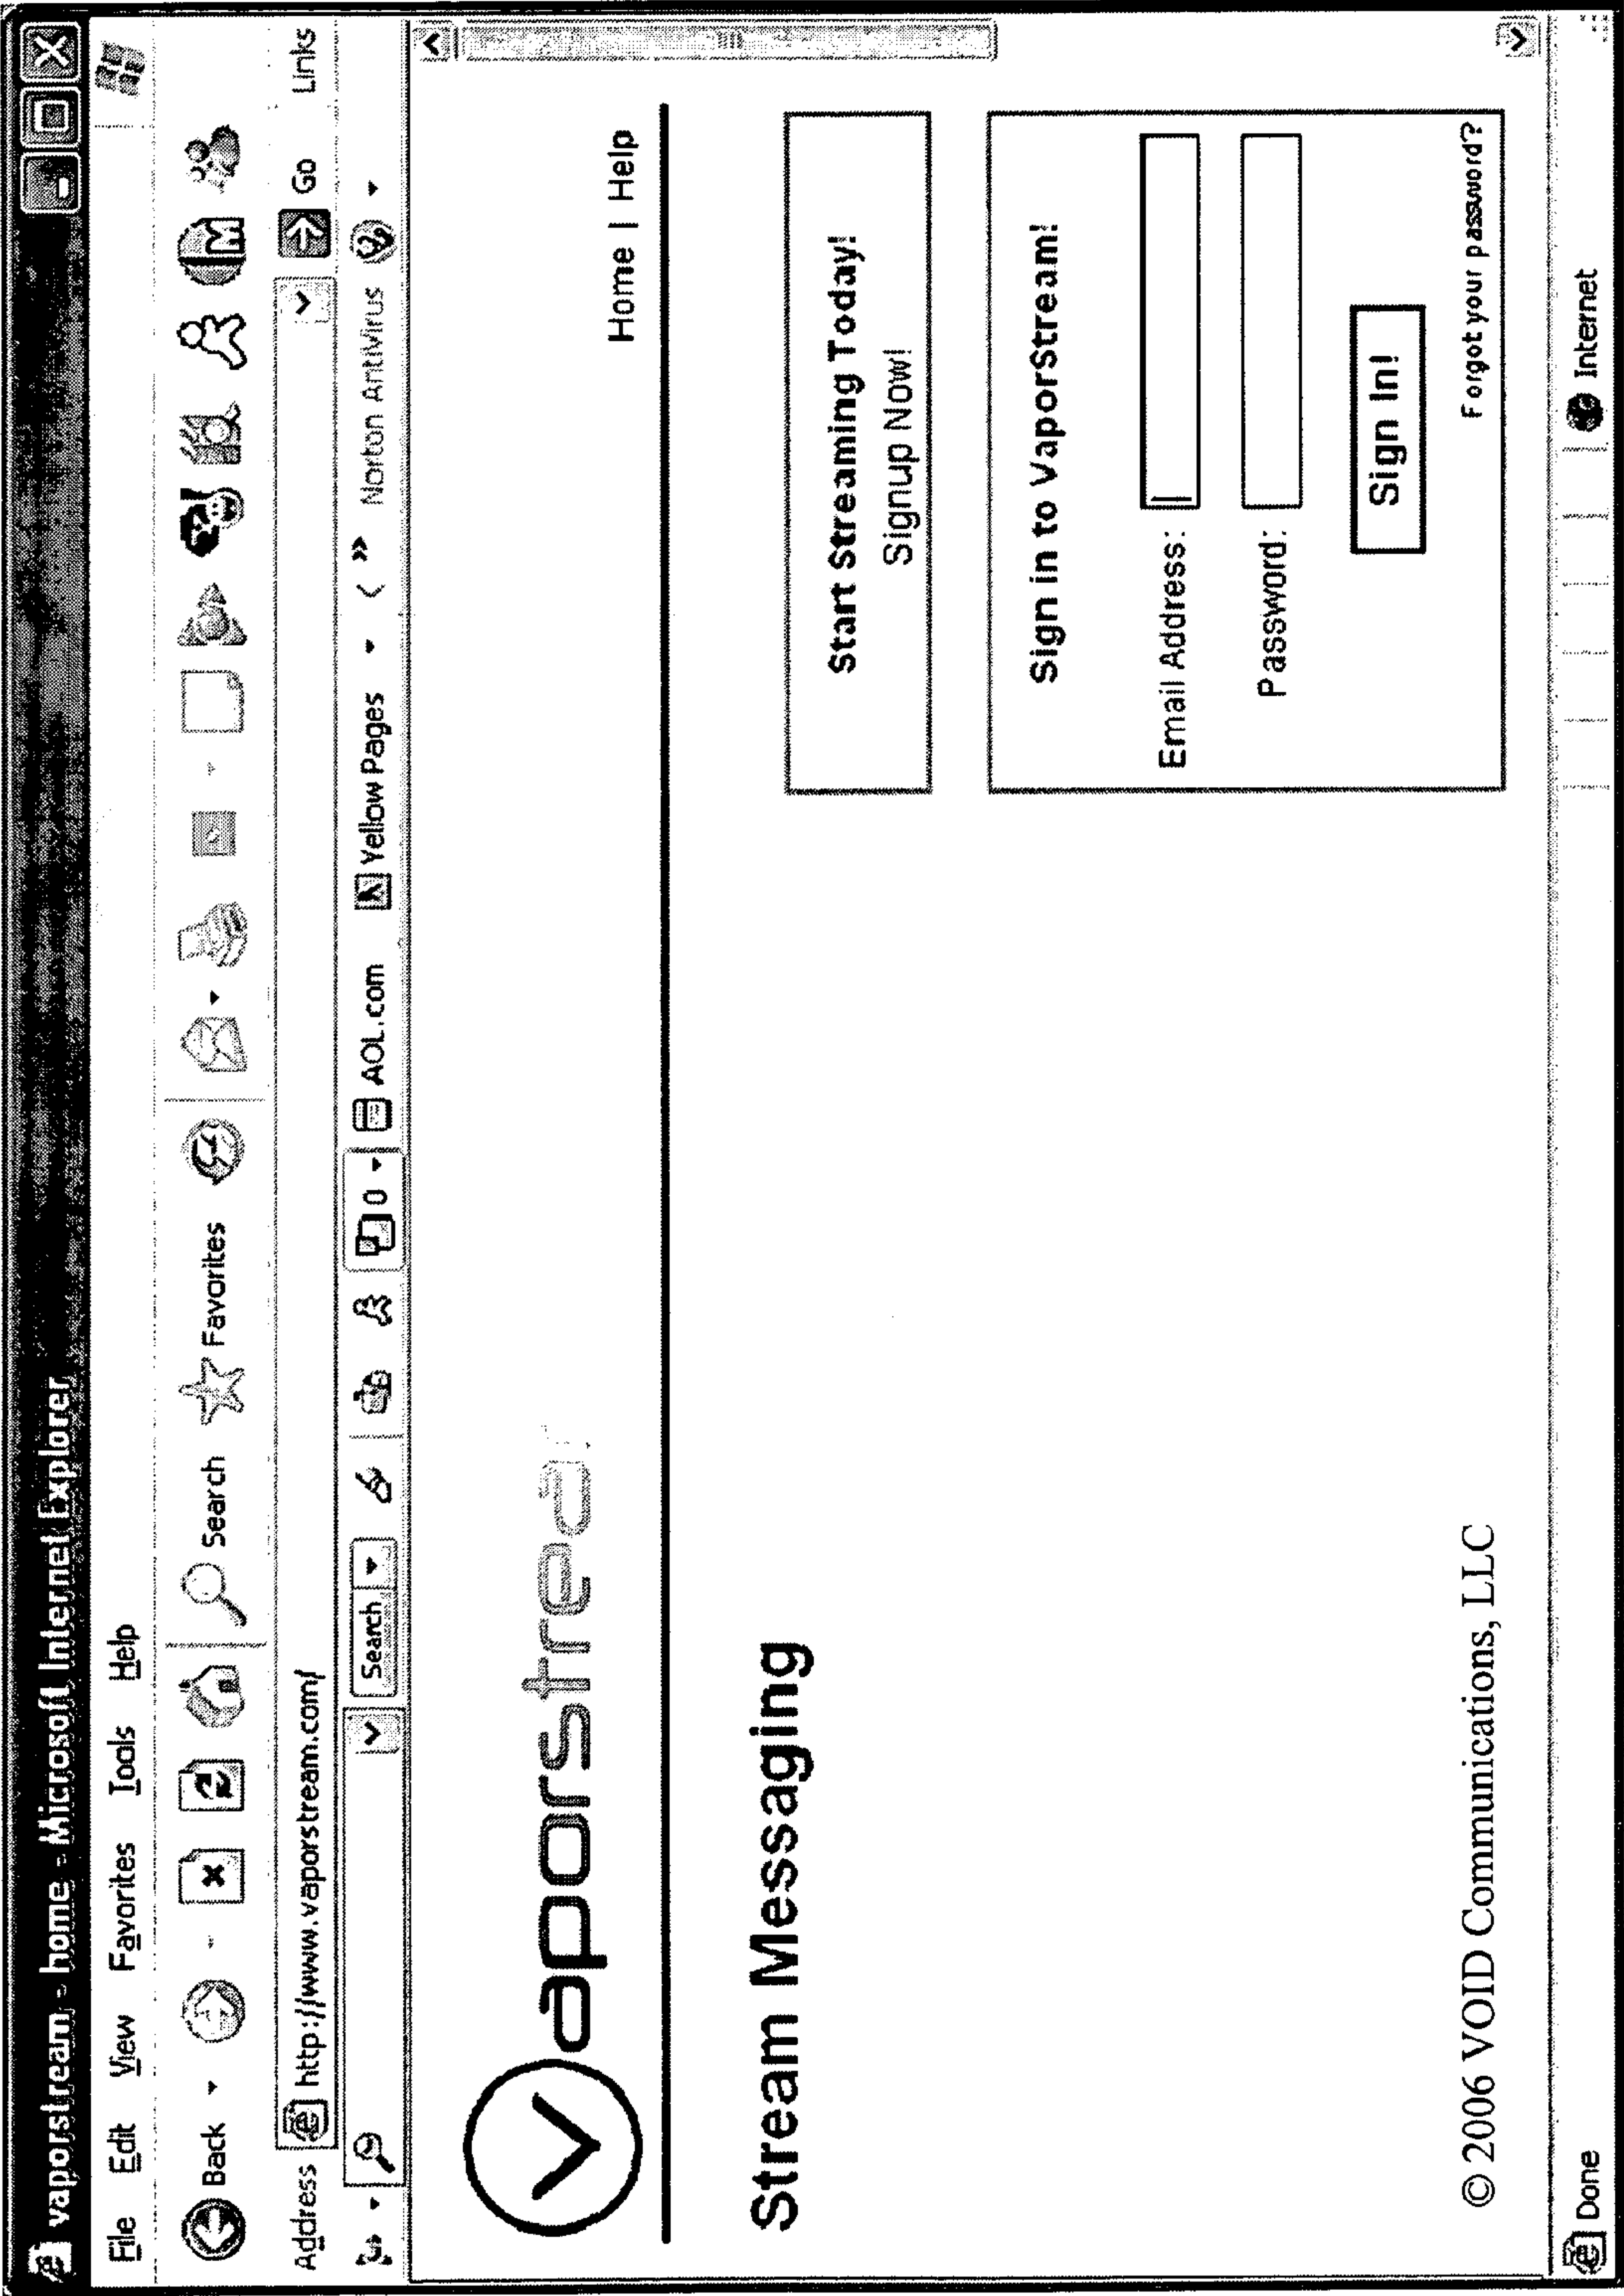 vaporstream - home - Microsoft Internet Explorer
File Edit View Favorites Tools Help
Back Search Favorites
Address http://www.vaporstream.com/ Go Links
Search 0 AOL.com Yellow Pages ( » Norton AntiVirus
vaporstream
Home | Help
Stream Messaging
Start Streaming Today!
Signup Now!
Sign in to VaporStream!
Email Address:
Password:
Sign In!
Forgot your password?
© 2006 VOID Communications, LLC
Done Internet